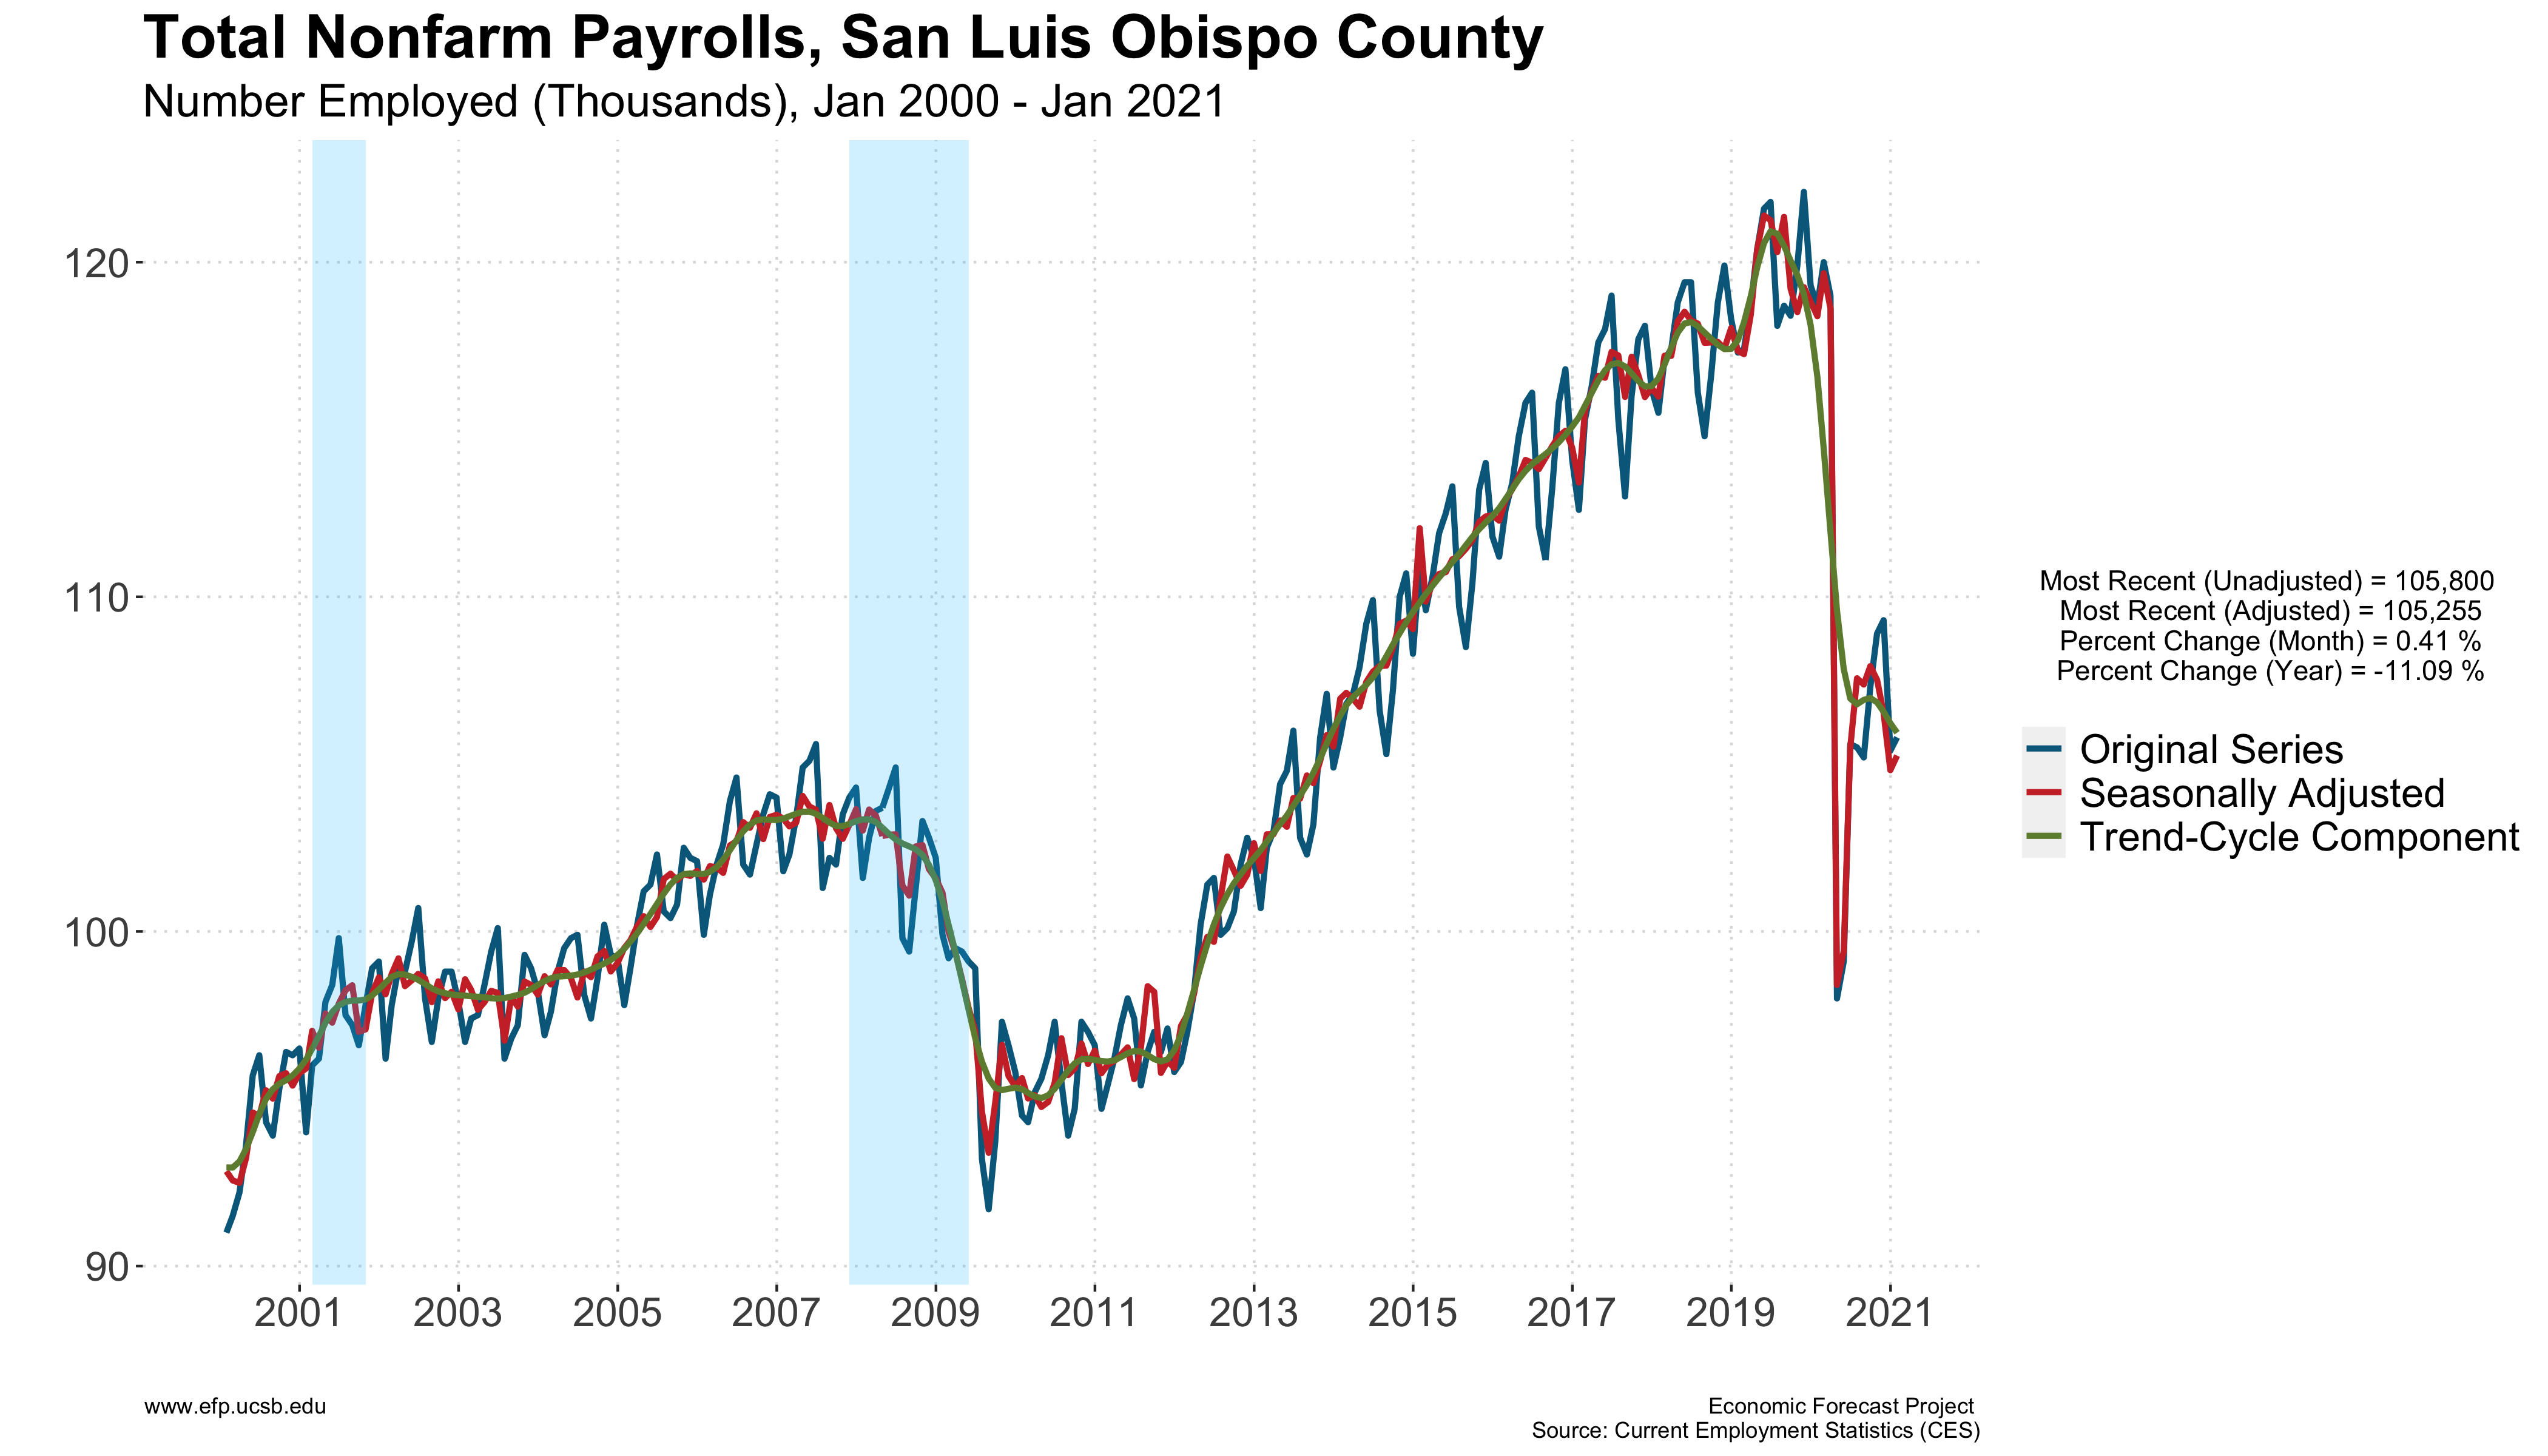 Total Nonfarm Payrolls, San Luis Obispo County
Number Employed (Thousands), Jan 2000 - Jan 2021
120
110
100
90
2001 2003 2005 2007 2009 2011 2013 2015 2017 2019 2021
Most Recent (Unadjusted) = 105,800
Most Recent (Adjusted) = 105,255
Percent Change (Month) = 0.41 %
Percent Change (Year) = -11.09 %
Original Series
Seasonally Adjusted
Trend-Cycle Component
www.efp.ucsb.edu
Economic Forecast Project
Source: Current Employment Statistics (CES)